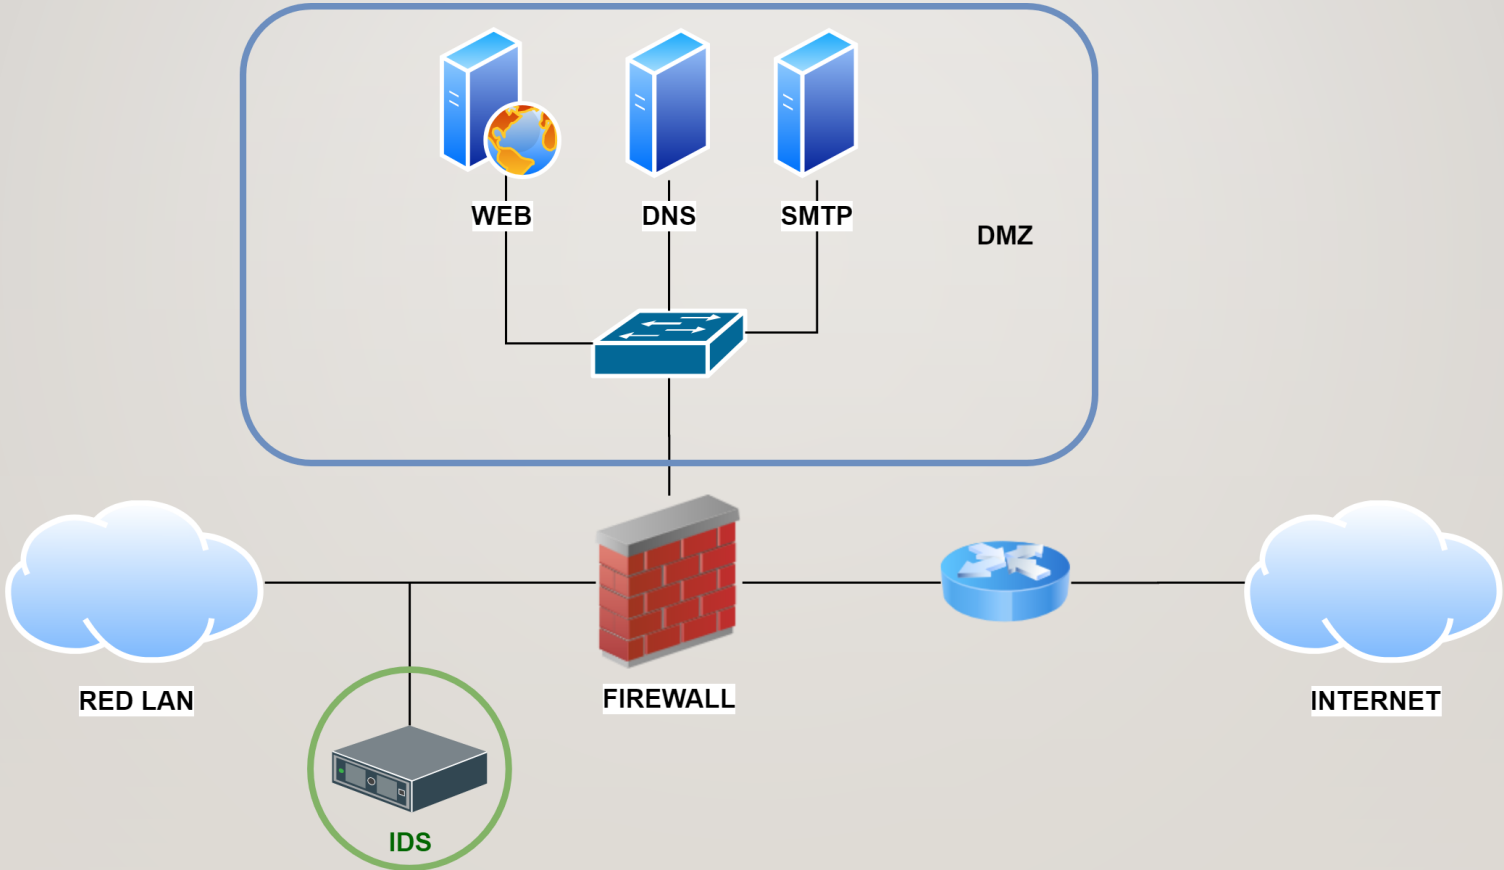 WEB
DNS
SMTP
DMZ
RED LAN
FIREWALL
INTERNET
IDS